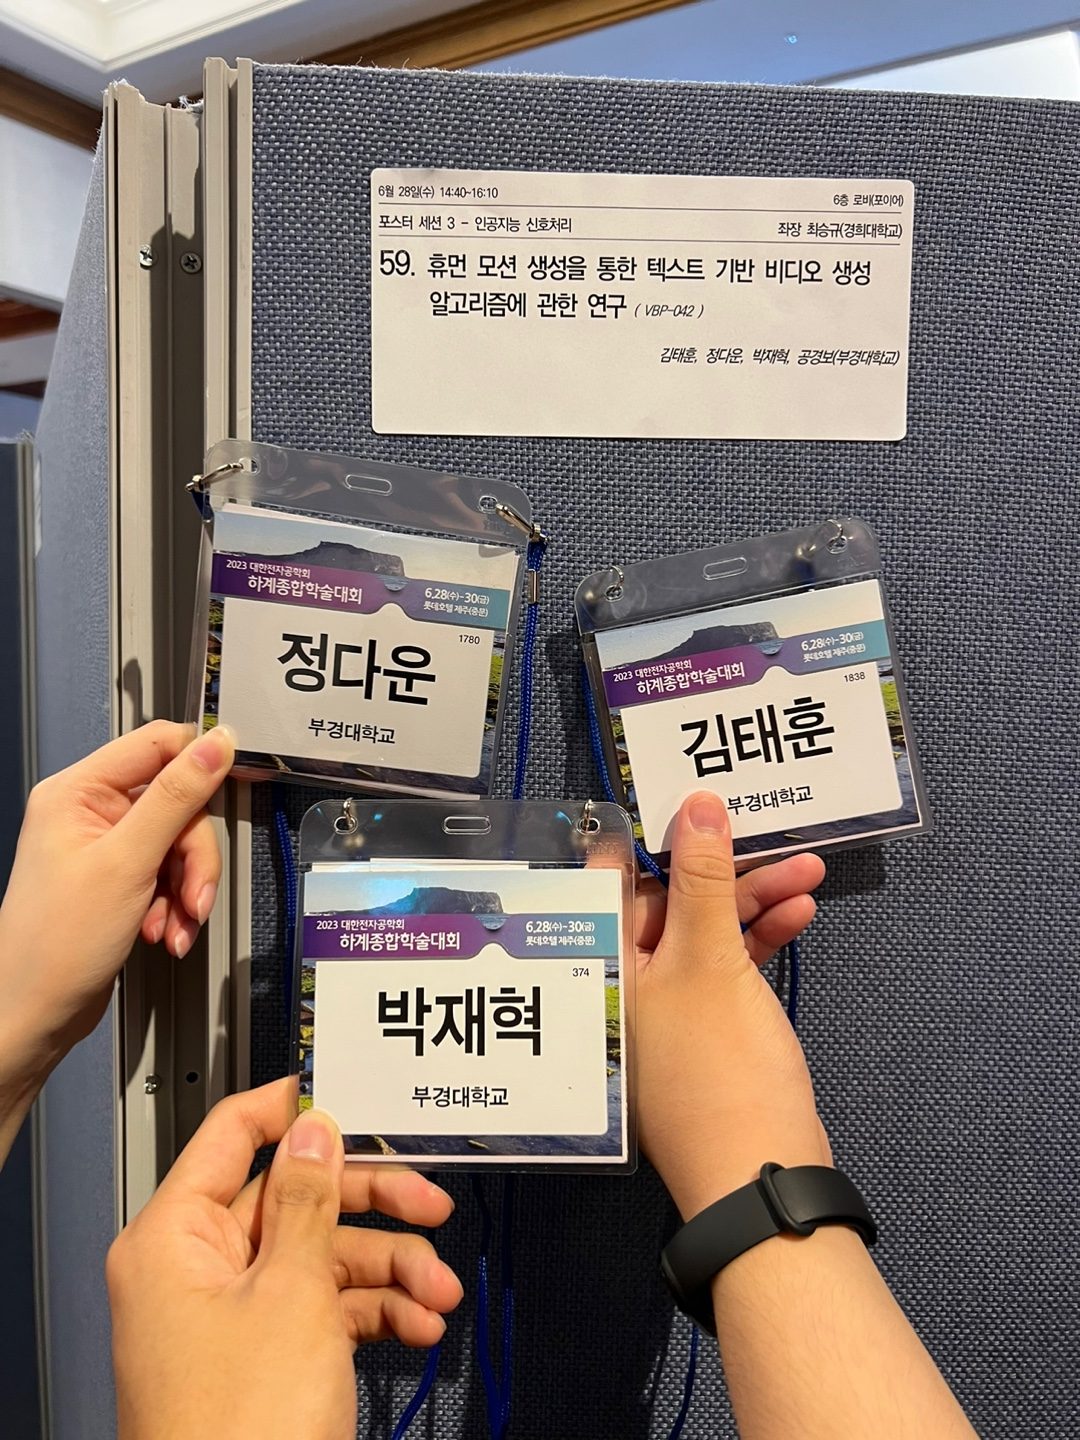 6월 28일(수) 14:40~16:10
6층 로비(포이어)
포스터 세션 3 - 인공지능 신호처리
좌장 최승규(경희대학교)
59. 휴먼 모션 생성을 통한 텍스트 기반 비디오 생성
알고리즘에 관한 연구 ( VBP-042 )
김태훈, 정다운, 박재혁, 공경보(부경대학교)
2023 대한전자공학회
하계종합학술대회
6.28(수)-30(금)
롯데호텔 제주(중문)
1780
정다운
부경대학교
2023 대한전자공학회
하계종합학술대회
6.28(수)-30(금)
롯데호텔 제주(중문)
1838
김태훈
부경대학교
2023 대한전자공학회
하계종합학술대회
6.28(수)-30(금)
롯데호텔 제주(중문)
374
박재혁
부경대학교